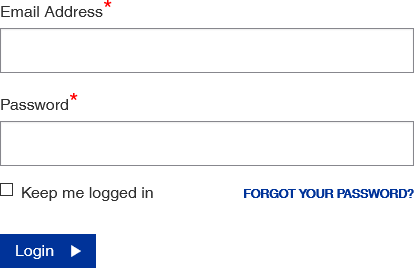 Email Address*
Password*
Keep me logged in
FORGOT YOUR PASSWORD?
Login